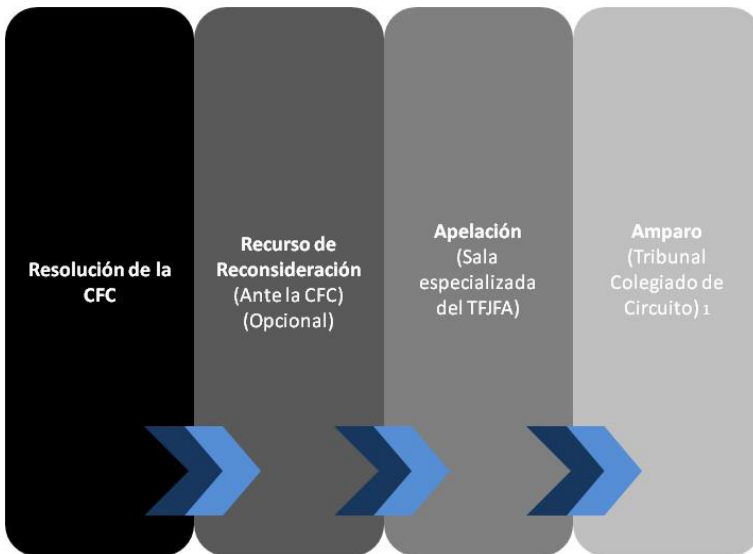 Resolución de la
CFC
Recurso de
Reconsideración
(Ante la CFC)
(Opcional)
Apelación
(Sala
especializada
del TFJFA)
Amparo
(Tribunal
Colegiado de
Circuito) 1